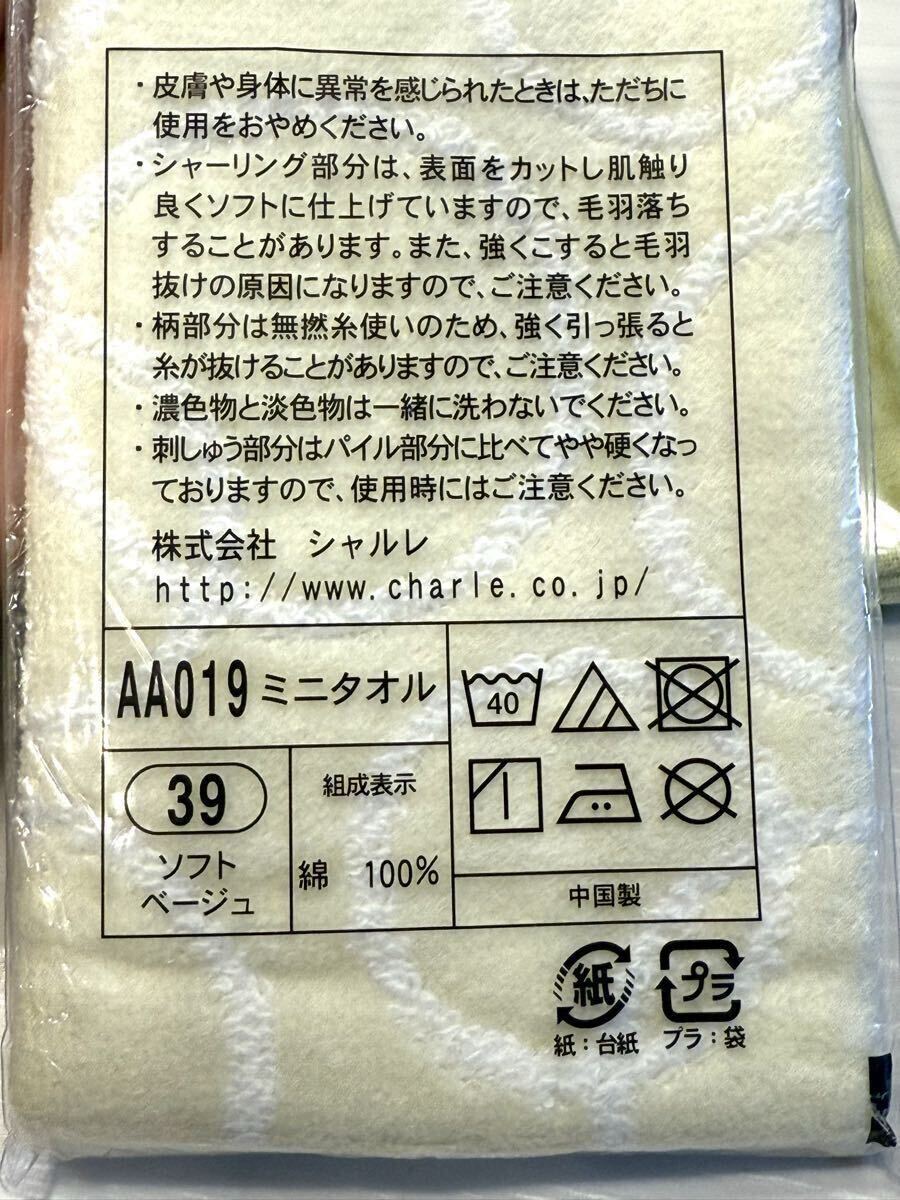 ・皮膚や身体に異常を感じられたときは、ただちに
使用をおやめください。
・シャーリング部分は、表面をカットし肌触り
良くソフトに仕上げていますので、毛羽落ち
することがあります。また、強くこすると毛羽
抜けの原因になりますので、ご注意ください。
・柄部分は無撚糸使いのため、強く引っ張ると
糸が抜けることがありますので、ご注意ください。
・濃色物と淡色物は一緒に洗わないでください。
・刺しゅう部分はパイル部分に比べてやや硬くなっ
ておりますので、使用時にはご注意ください。
株式会社 シャルレ
http://www.charle.co.jp/
AA019 ミニタオル
40
39
ソフト
ベージュ
組成表示
綿 100%
中国製
紙
プラ
紙：台紙
プラ：袋